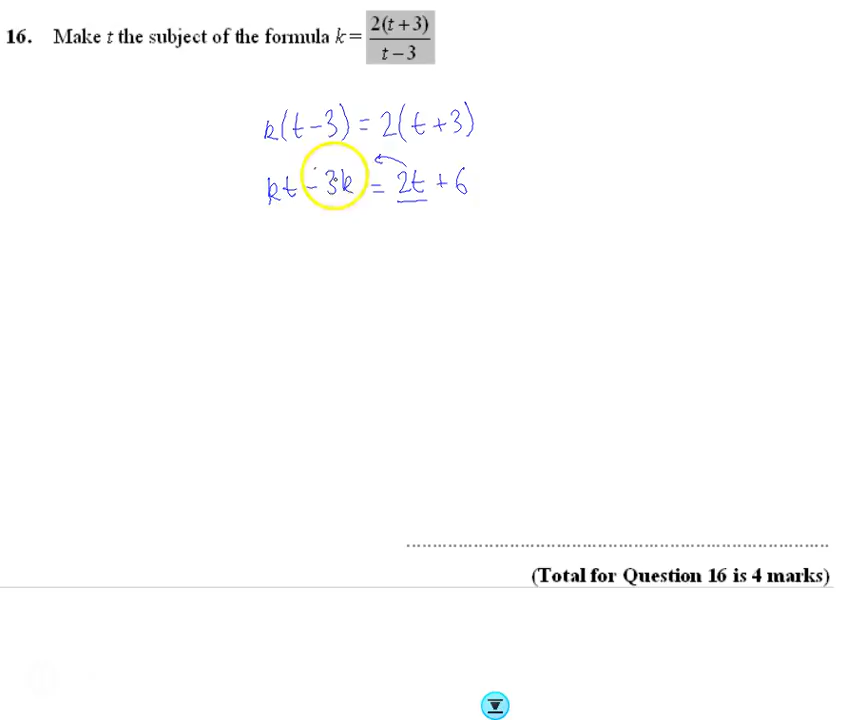 16. Make t the subject of the formula k = 2(t + 3) / t − 3
k(t − 3) = 2(t + 3)
kt − 3k = 2t + 6
(Total for Question 16 is 4 marks)